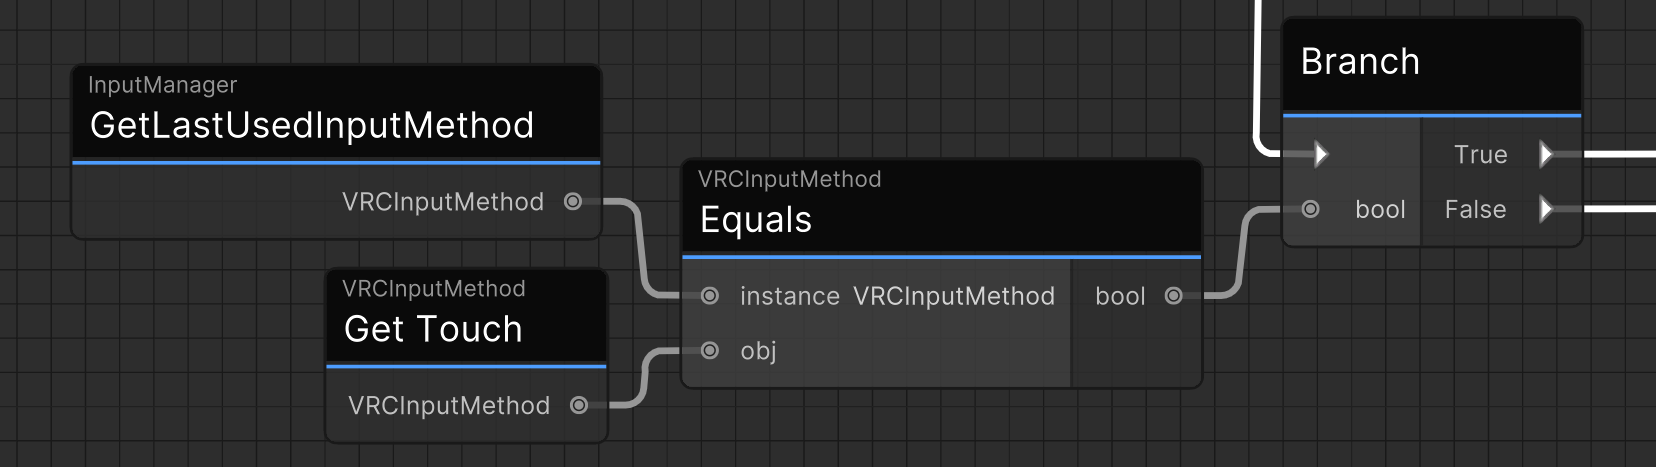 InputManager
GetLastUsedInputMethod
VRCInputMethod
VRCInputMethod
Get Touch
VRCInputMethod
VRCInputMethod
Equals
instance VRCInputMethod bool
obj
Branch
True
bool False